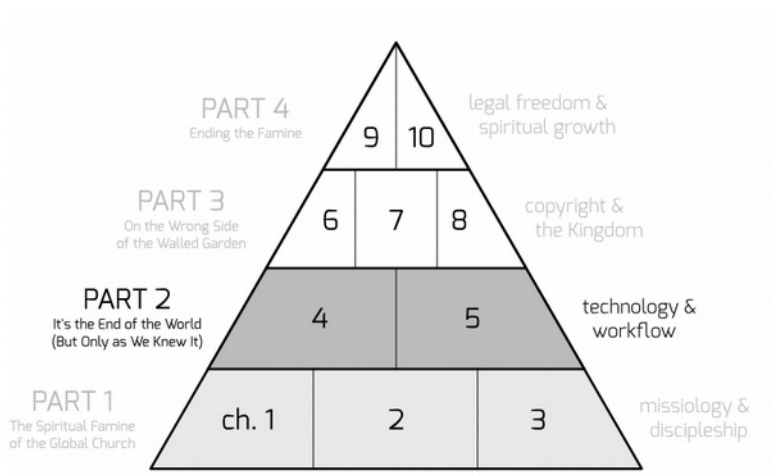 PART 4
Ending the Famine
9
10
legal freedom &
spiritual growth
PART 3
On the Wrong Side
of the Walled Garden
6
7
8
copyright &
the Kingdom
PART 2
It's the End of the World
(But Only as We Knew It)
4
5
technology &
workflow
PART 1
The Spiritual Famine
of the Global Church
ch. 1
2
3
missiology &
discipleship